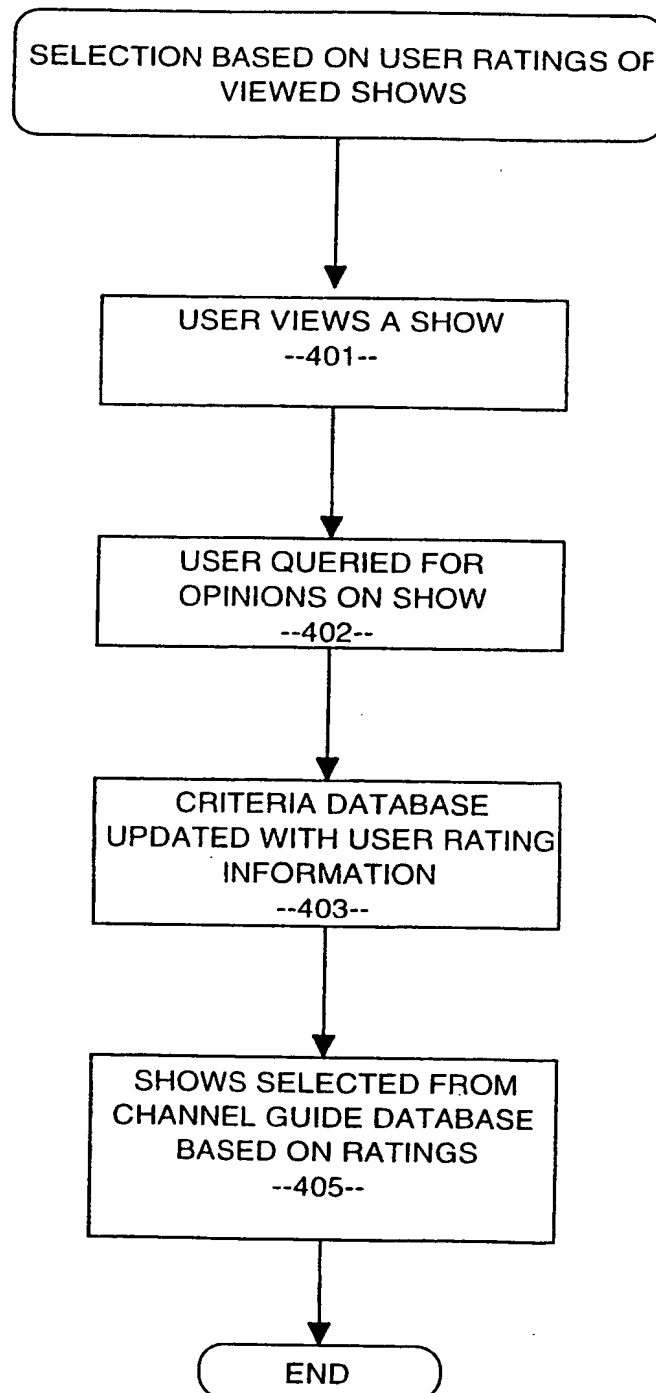 SELECTION BASED ON USER RATINGS OF
VIEWED SHOWS
USER VIEWS A SHOW
--401--
USER QUERIED FOR
OPINIONS ON SHOW
--402--
CRITERIA DATABASE
UPDATED WITH USER RATING
INFORMATION
--403--
SHOWS SELECTED FROM
CHANNEL GUIDE DATABASE
BASED ON RATINGS
--405--
END